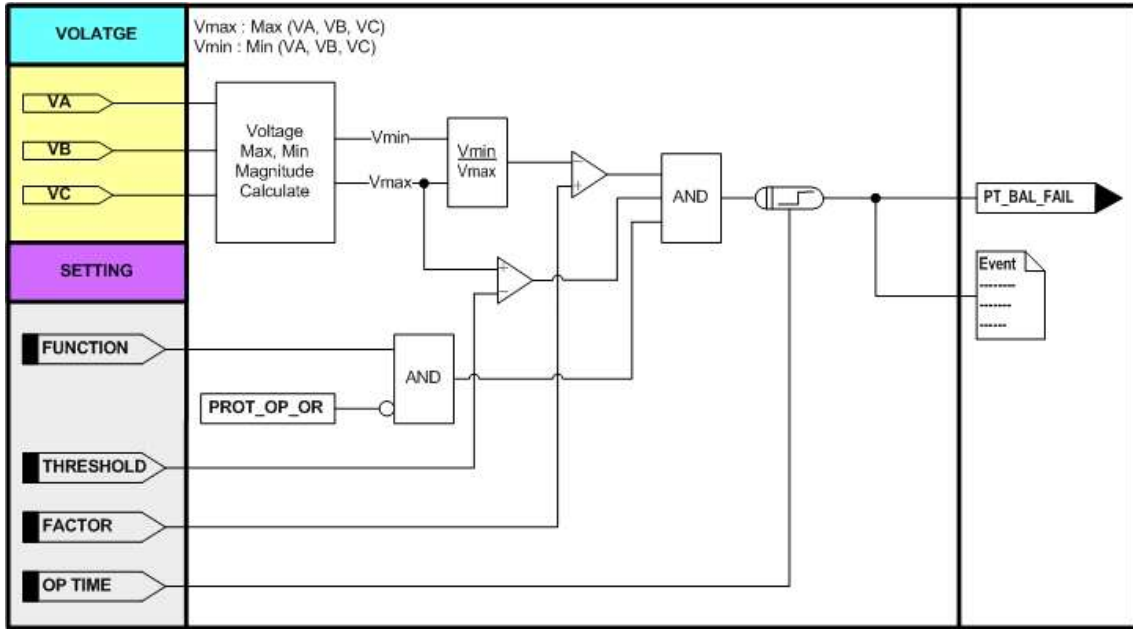 VOLATGE
Vmax : Max (VA, VB, VC)
Vmin : Min (VA, VB, VC)
VA
VB
VC
Voltage
Max, Min
Magnitude
Calculate
Vmin
Vmax
Vmin
Vmax
-
+
AND
PT_BAL_FAIL
SETTING
+
-
Event
--------
-------
------
FUNCTION
AND
PROT_OP_OR
THRESHOLD
FACTOR
OP TIME